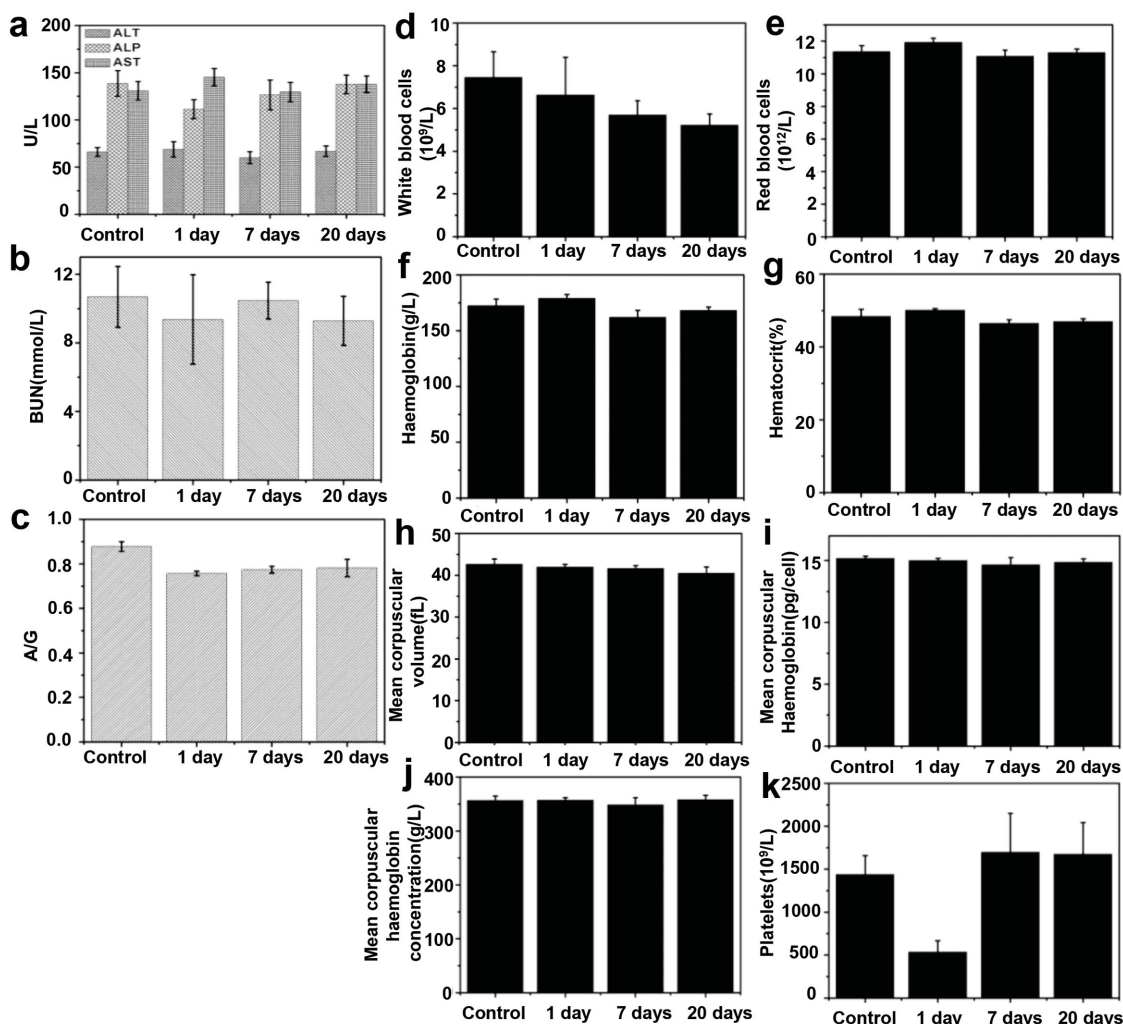 a
200
150
100
50
0
U/L
ALT
ALP
AST
Control 1 day 7 days 20 days
b
12
8
4
0
BUN(mmol/L)
Control 1 day 7 days 20 days
c
1.0
0.8
0.6
0.4
0.2
0.0
A/G
Control 1 day 7 days 20 days
d
10
8
6
4
2
0
White blood cells
(10⁹/L)
Control 1 day 7 days 20 days
e
12
10
8
6
4
2
0
Red blood cells
(10¹²/L)
Control 1 day 7 days 20 days
f
200
150
100
50
0
Haemoglobin(g/L)
Control 1 day 7 days 20 days
g
60
40
20
0
Hematocrit(%)
Control 1 day 7 days 20 days
h
50
40
30
20
10
0
Mean corpuscular
volume(fL)
Control 1 day 7 days 20 days
i
15
10
5
0
Mean corpuscular
Haemoglobin(pg/cell)
Control 1 day 7 days 20 days
j
400
300
200
100
0
Mean corpuscular
haemoglobin
concentration(g/L)
Control 1 day 7 days 20 days
k
2500
2000
1500
1000
500
0
Platelets(10⁹/L)
Control 1 day 7 days 20 days